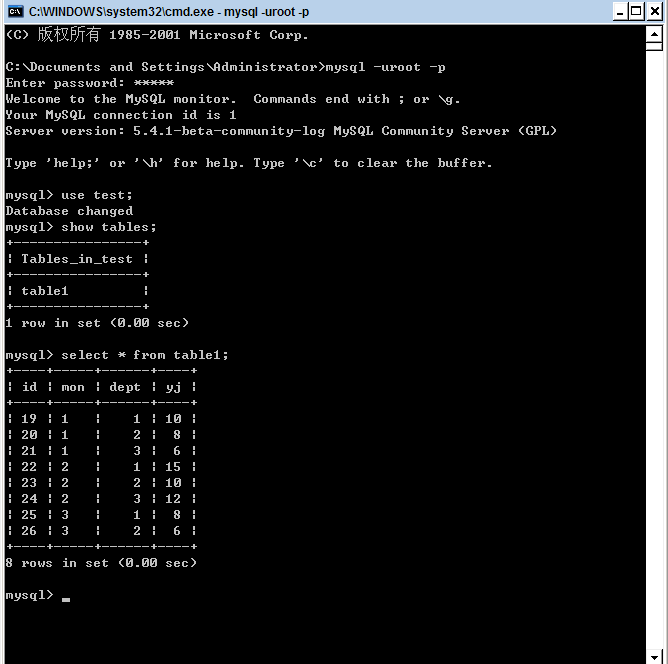 C:\WINDOWS\system32\cmd.exe - mysql -uroot -p
(C) 版权所有 1985-2001 Microsoft Corp.
C:\Documents and Settings\Administrator>mysql -uroot -p
Enter password: *****
Welcome to the MySQL monitor.  Commands end with ; or \g.
Your MySQL connection id is 1
Server version: 5.4.1-beta-community-log MySQL Community Server (GPL)
Type 'help;' or '\h' for help. Type '\c' to clear the buffer.
mysql> use test;
Database changed
mysql> show tables;
+----------------+
| Tables_in_test |
+----------------+
| table1         |
+----------------+
1 row in set (0.00 sec)
mysql> select * from table1;
+----+-----+------+----+
| id | mon | dept | yj |
+----+-----+------+----+
| 19 | 1   |    1 | 10 |
| 20 | 1   |    2 |  8 |
| 21 | 1   |    3 |  6 |
| 22 | 2   |    1 | 15 |
| 23 | 2   |    2 | 10 |
| 24 | 2   |    3 | 12 |
| 25 | 3   |    1 |  8 |
| 26 | 3   |    2 |  6 |
+----+-----+------+----+
8 rows in set (0.00 sec)
mysql> _